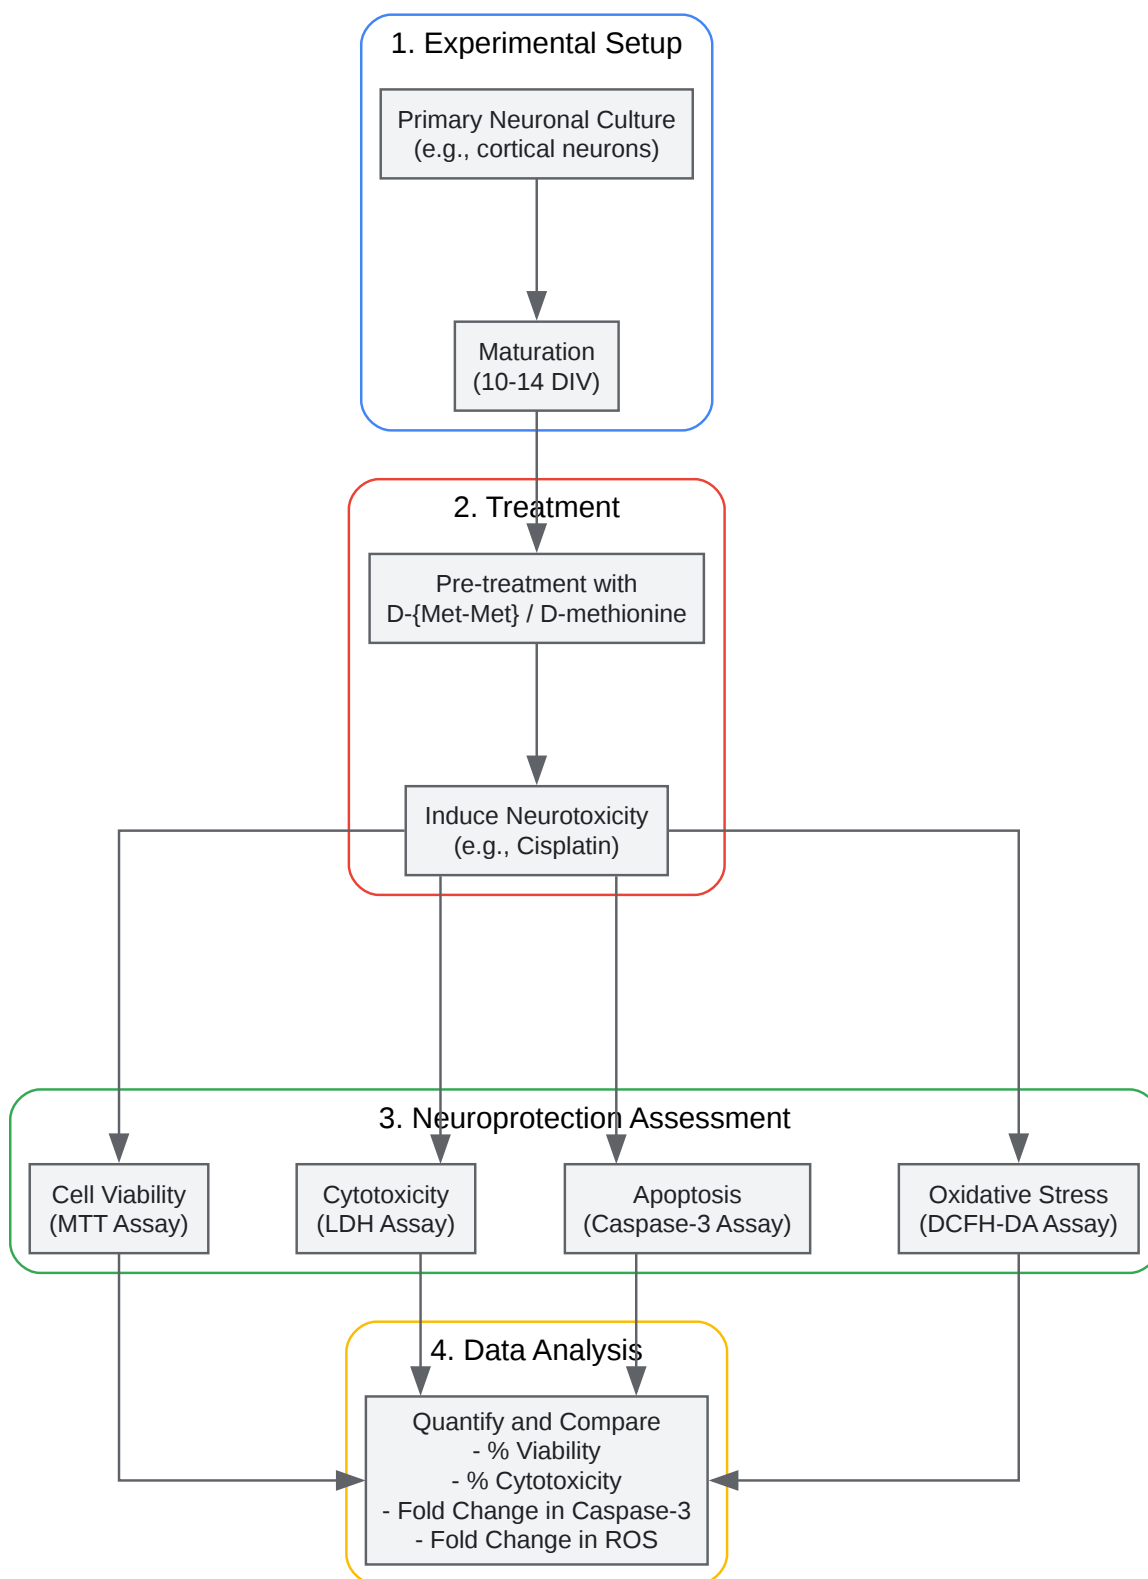 1. Experimental Setup
Primary Neuronal Culture
(e.g., cortical neurons)
Maturation
(10-14 DIV)
2. Treatment
Pre-treatment with
D-{Met-Met} / D-methionine
Induce Neurotoxicity
(e.g., Cisplatin)
3. Neuroprotection Assessment
Cell Viability
(MTT Assay)
Cytotoxicity
(LDH Assay)
Apoptosis
(Caspase-3 Assay)
Oxidative Stress
(DCFH-DA Assay)
4. Data Analysis
Quantify and Compare
- % Viability
- % Cytotoxicity
- Fold Change in Caspase-3
- Fold Change in ROS